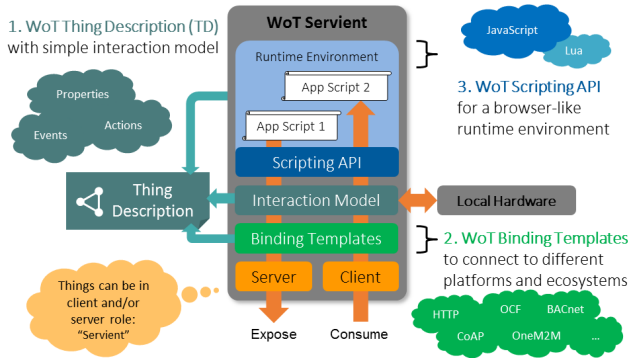 1. WoT Thing Description (TD)
with simple interaction model
Properties
Events
Actions
Thing
Description
Things can be in
client and/or
server role:
“Servient”
WoT Servient
Runtime Environment
App Script 2
App Script 1
Scripting API
Interaction Model
Binding Templates
Server
Client
Expose
Consume
JavaScript
Lua
3. WoT Scripting API
for a browser-like
runtime environment
Local Hardware
2. WoT Binding Templates
to connect to different
platforms and ecosystems
HTTP
OCF
BACnet
CoAP
OneM2M
...